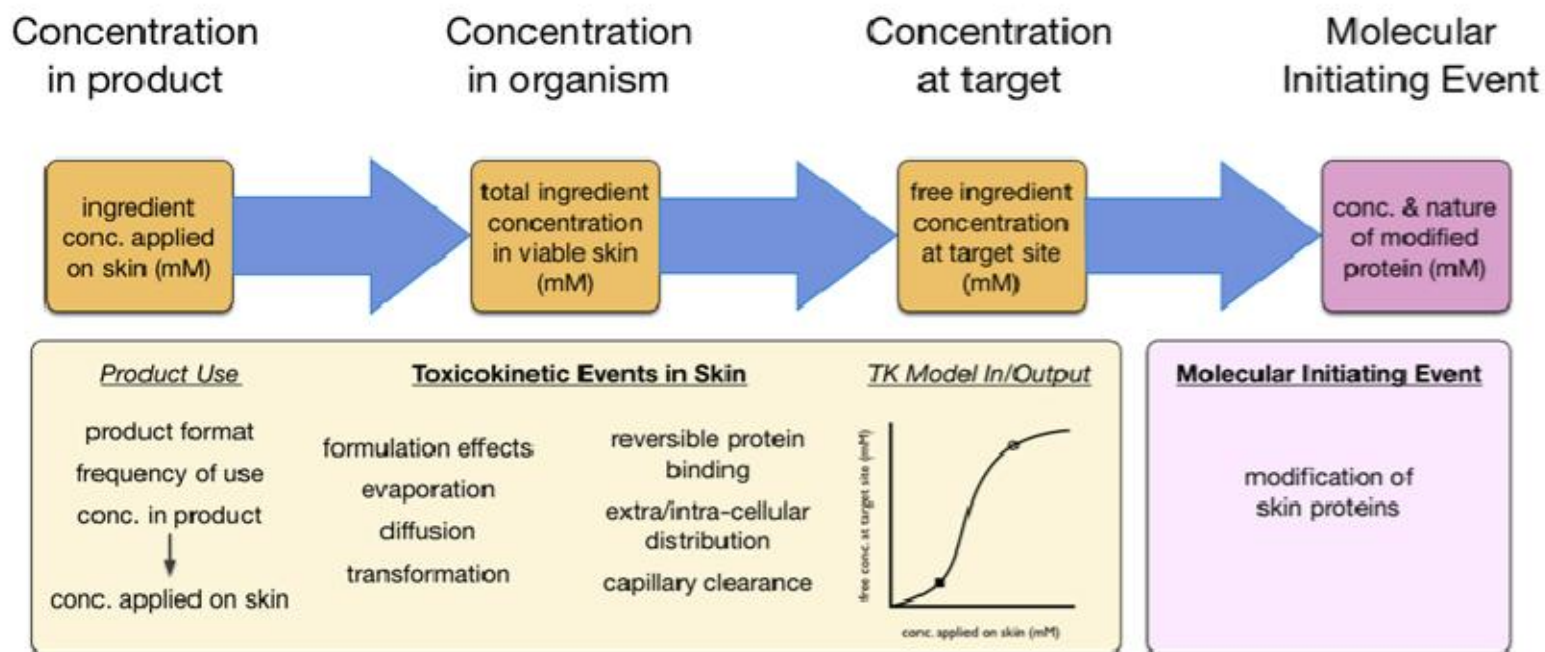 Concentration
in product
Concentration
in organism
Concentration
at target
Molecular
Initiating Event
ingredient
conc. applied
on skin (mM)
total ingredient
concentration
in viable skin
(mM)
free ingredient
concentration
at target site
(mM)
conc. & nature
of modified
protein (mM)
Product Use
product format
frequency of use
conc. in product
conc. applied on skin
Toxicokinetic Events in Skin
formulation effects
evaporation
diffusion
transformation
reversible protein
binding
extra/intra-cellular
distribution
capillary clearance
TK Model In/Output
free conc. at target site (mM)
conc. applied on skin (mM)
Molecular Initiating Event
modification of
skin proteins